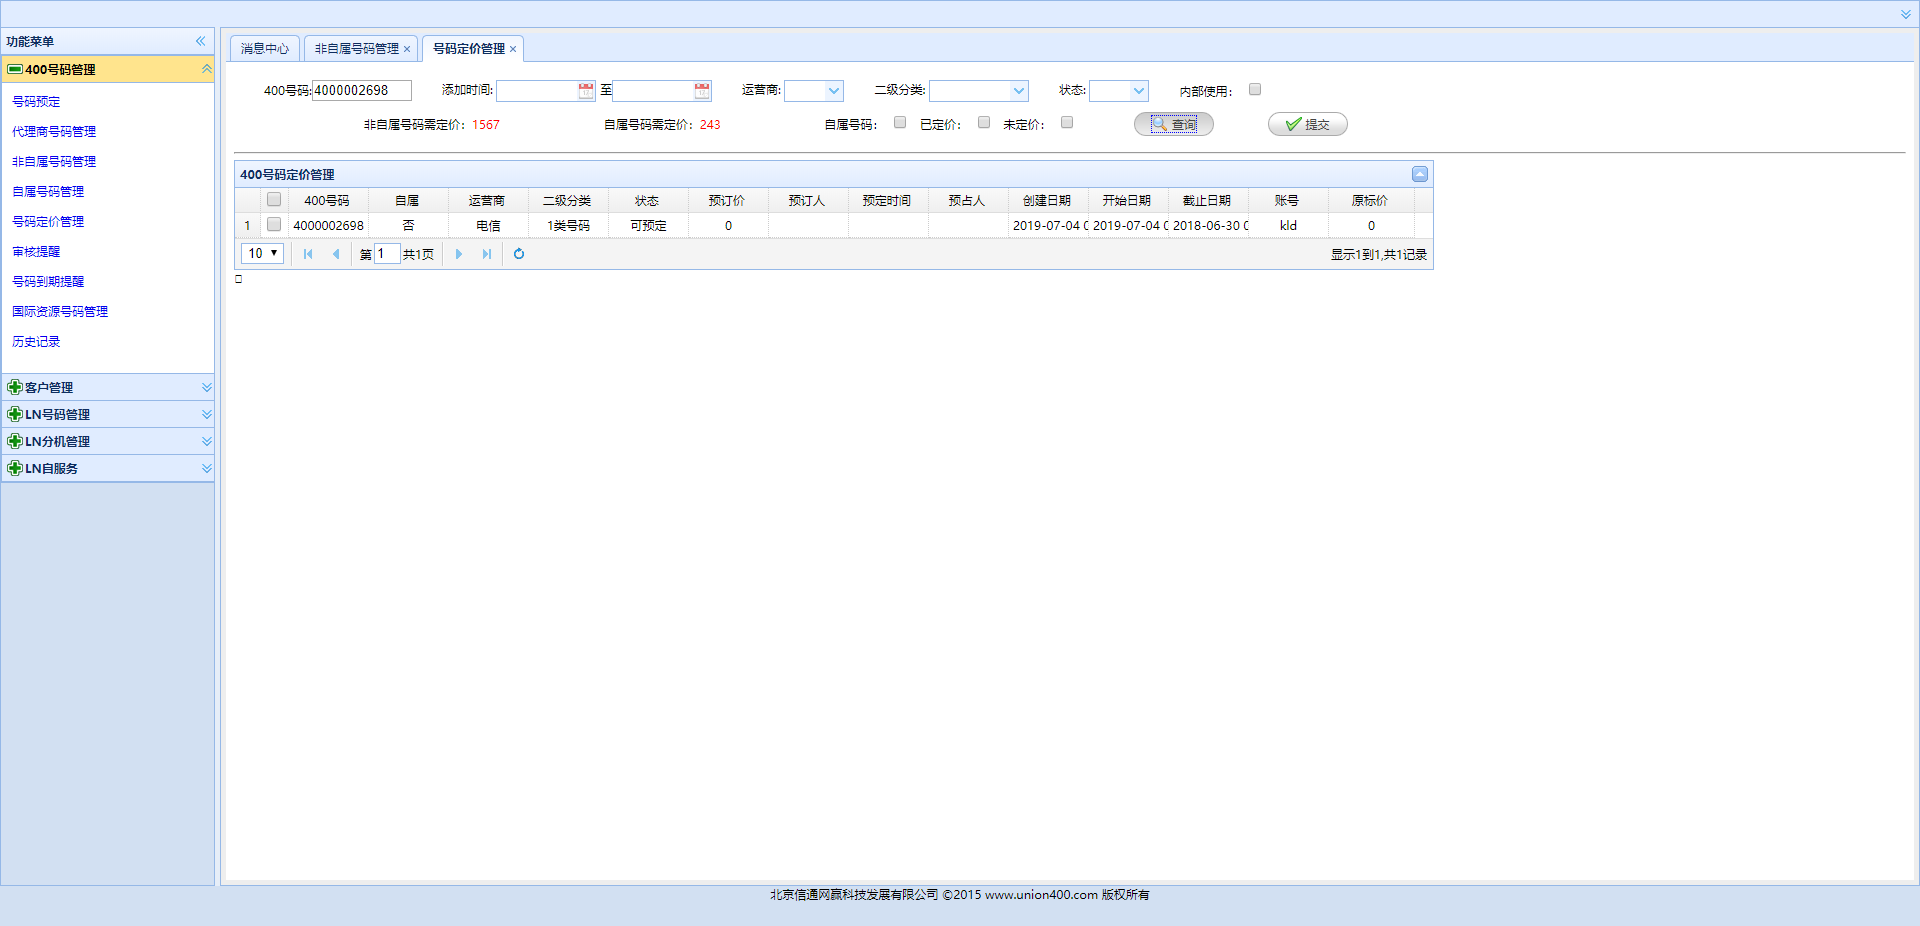 功能菜单
400号码管理
号码预定
代理商号码管理
非自属号码管理
自属号码管理
号码定价管理
审核提醒
号码到期提醒
国际资源号码管理
历史记录
客户管理
LN号码管理
LN分机管理
LN自服务
消息中心 非自属号码管理 号码定价管理
400号码: 4000002698 添加时间: 至 运营商: 二级分类: 状态: 内部使用：
非自属号码需定价：1567 自属号码需定价：243 自属号码： 已定价： 未定价： 查询 提交
400号码定价管理
400号码 自属 运营商 二级分类 状态 预订价 预订人 预定时间 预占人 创建日期 开始日期 截止日期 账号 原标价
1 4000002698 否 电信 1类号码 可预定 0 2019-07-04 0 2019-07-04 0 2018-06-30 0 kld 0
10 第 1 共1页 显示1到1,共1记录
北京信通网赢科技发展有限公司 ©2015 www.union400.com 版权所有